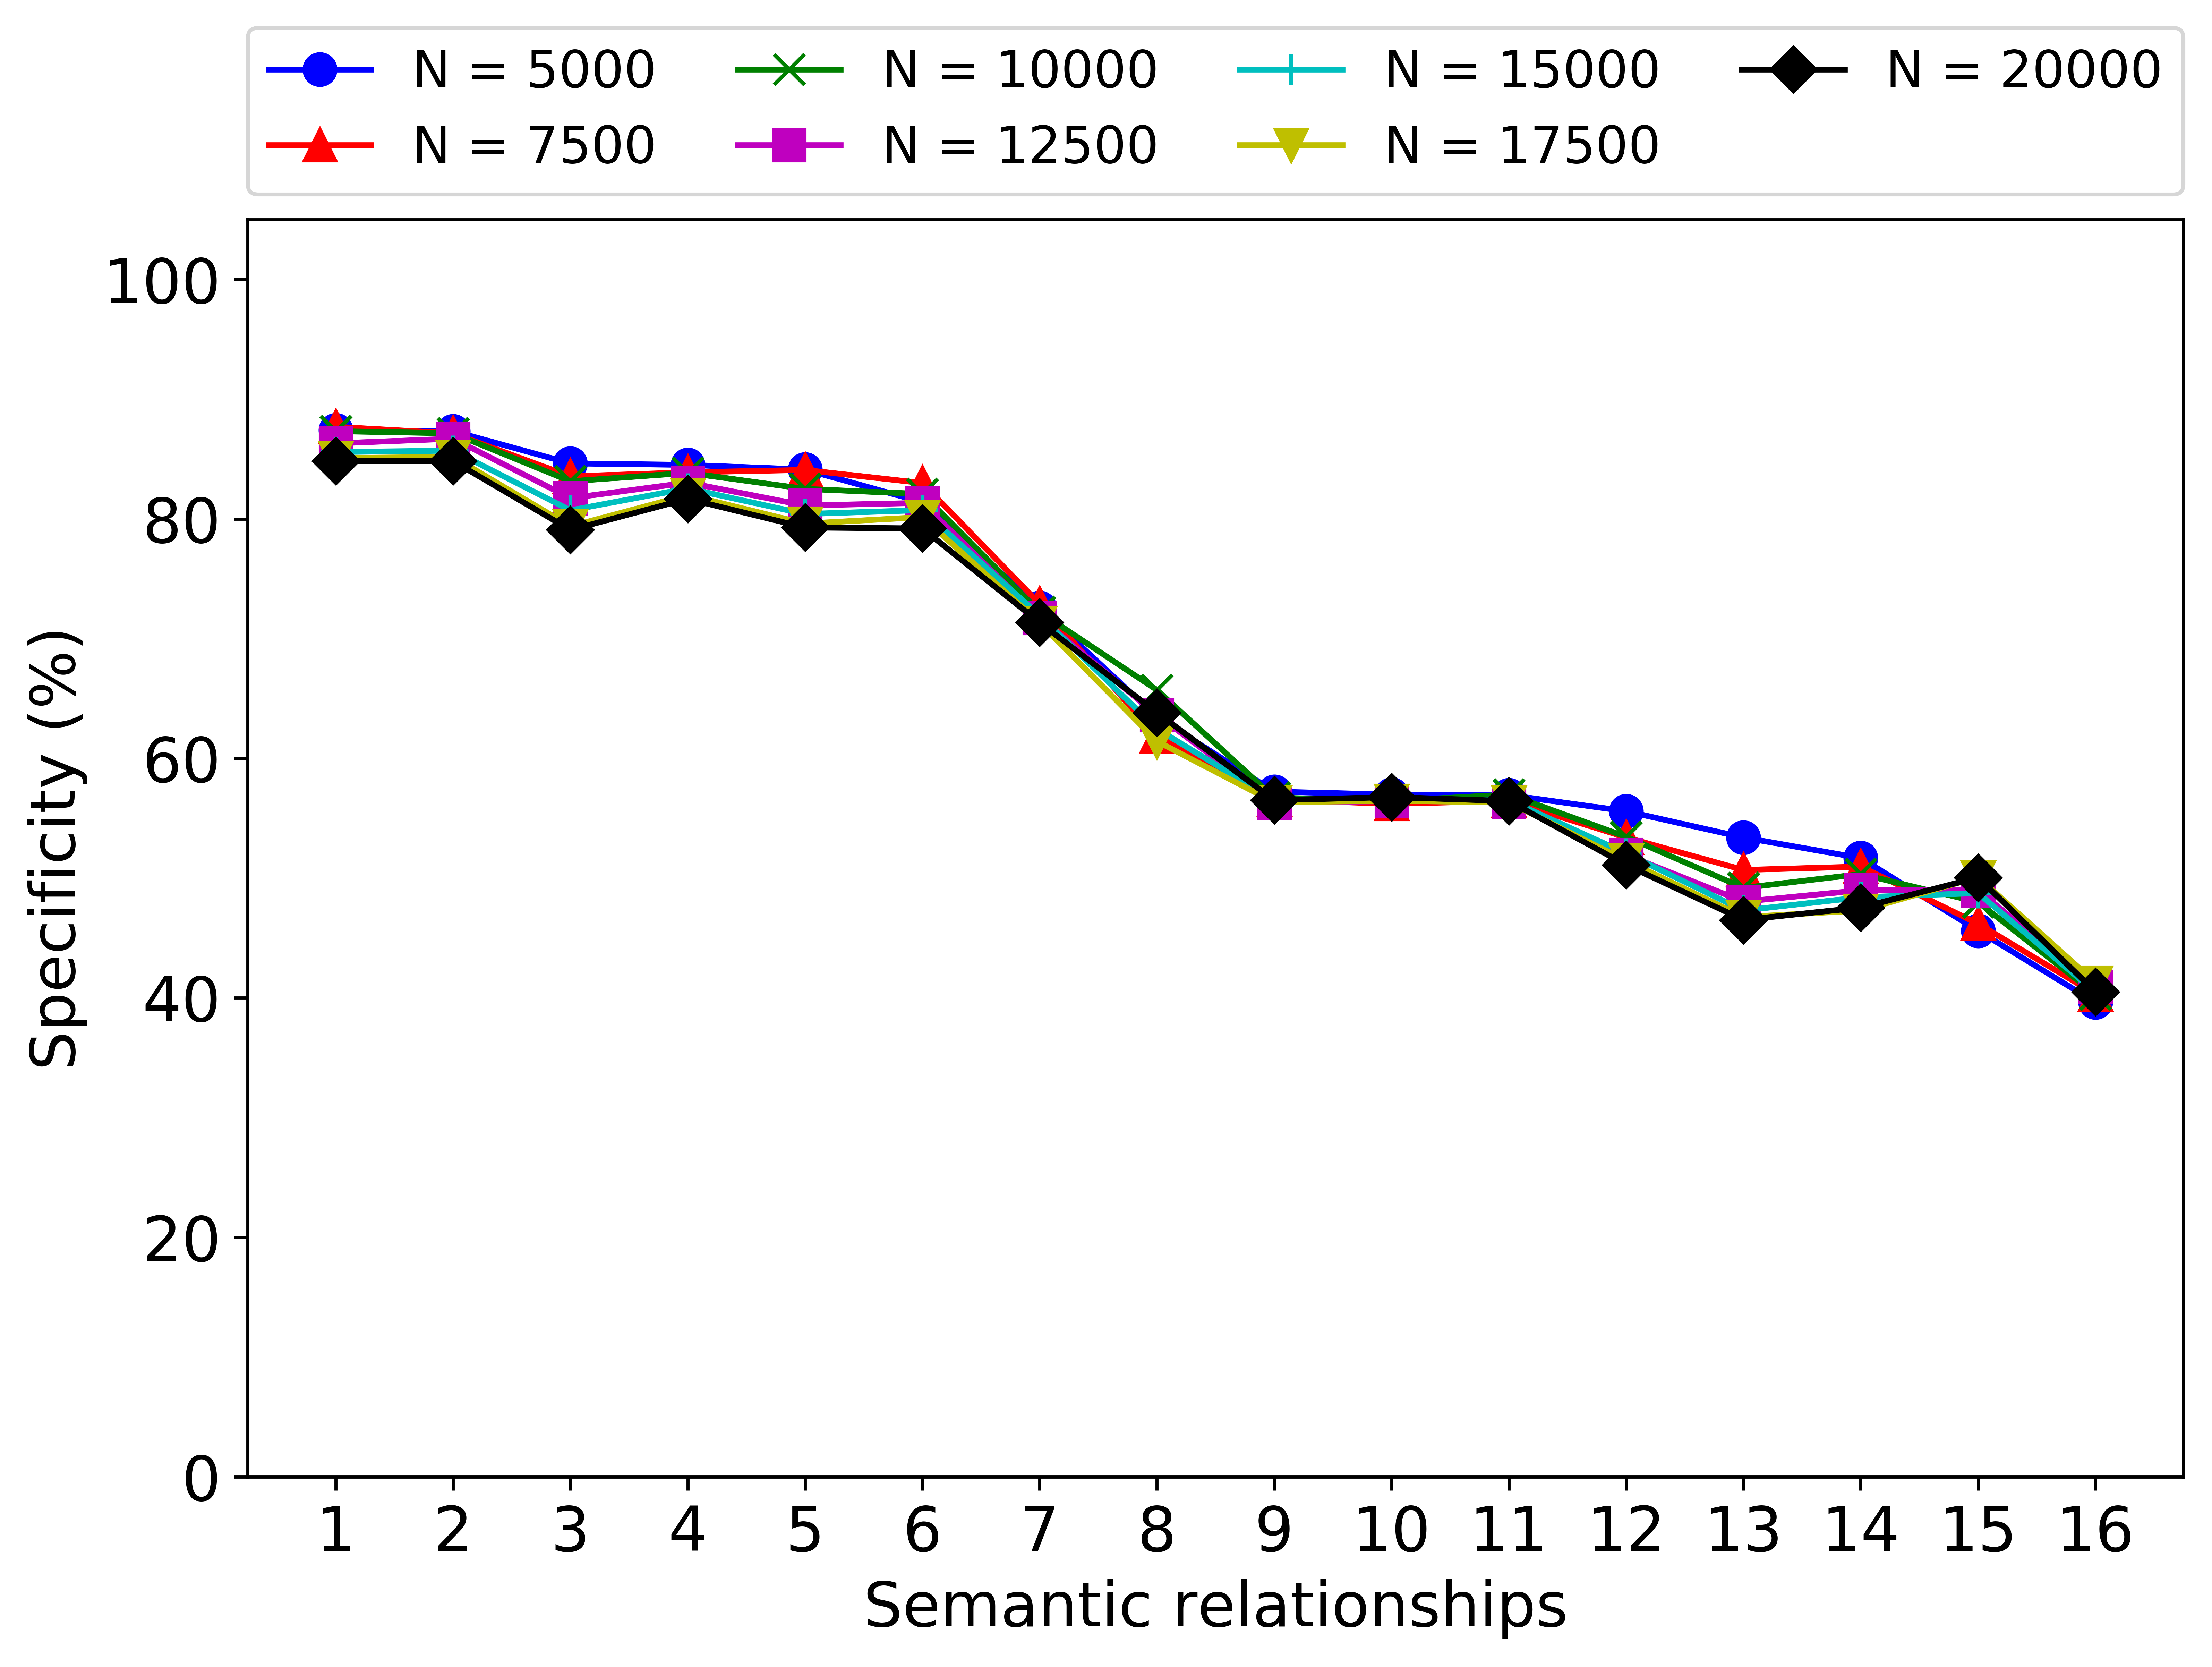 N = 5000 N = 10000 N = 15000 N = 20000
N = 7500 N = 12500 N = 17500
100
80
60
40
20
0
Specificity (%)
1 2 3 4 5 6 7 8 9 10 11 12 13 14 15 16
Semantic relationships